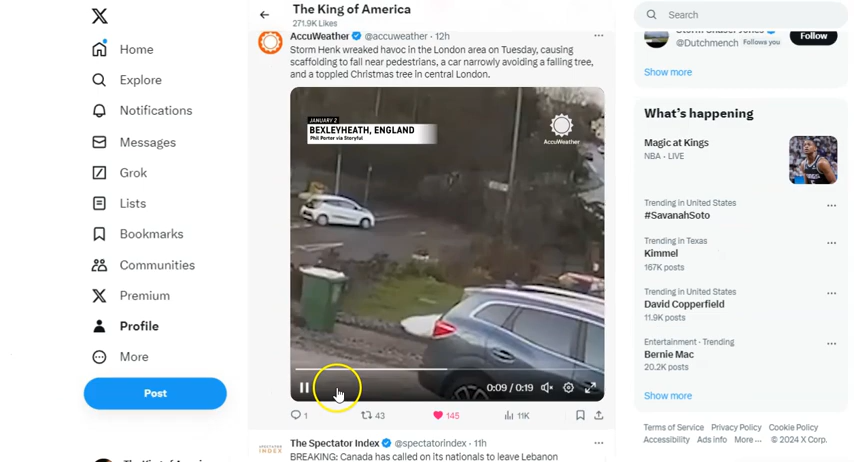 The King of America
271.9K Likes
Search
AccuWeather @accuweather · 12h
Storm Henk wreaked havoc in the London area on Tuesday, causing
scaffolding to fall near pedestrians, a car narrowly avoiding a falling tree,
and a toppled Christmas tree in central London.
JANUARY 2
BEXLEYHEATH, ENGLAND
Phil Porter via Storyful
AccuWeather
0:09 / 0:19
1
43
145
11K
SPECTATOR
INDEX
The Spectator Index @spectatorindex · 11h
BREAKING: Canada has called on its nationals to leave Lebanon
Home
Explore
Notifications
Messages
Grok
Lists
Bookmarks
Communities
Premium
Profile
More
Post
@Dutchmench Follows you
Follow
Show more
What's happening
Magic at Kings
NBA · LIVE
Trending in United States
#SavanahSoto
Trending in Texas
Kimmel
167K posts
Trending in United States
David Copperfield
11.9K posts
Entertainment · Trending
Bernie Mac
20.2K posts
Show more
Terms of Service Privacy Policy Cookie Policy
Accessibility Ads info More ... © 2024 X Corp.